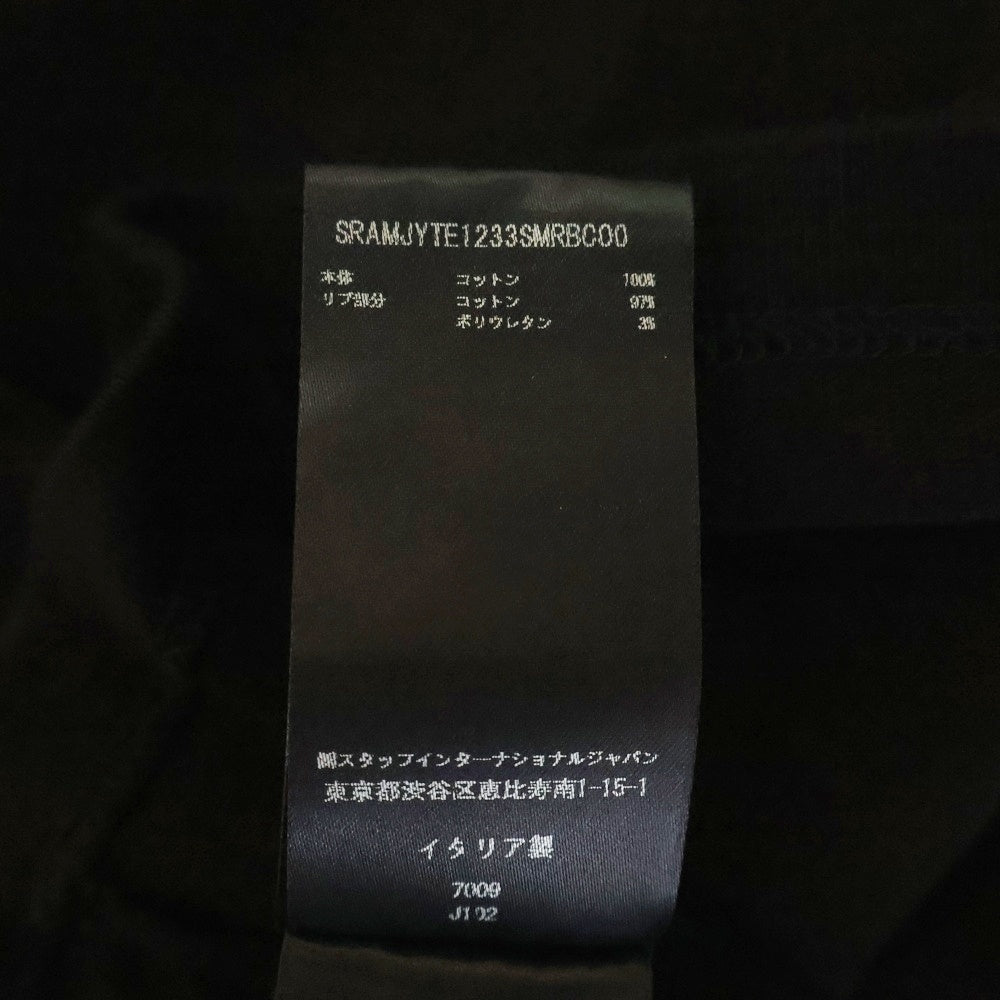 SRAMJYTE1233SMRBC00
本体 コットン 100%
リブ部分 コットン 97%
ポリウレタン 3%
㈱スタッフインターナショナルジャパン
東京都渋谷区恵比寿南1-15-1
イタリア製
7009
J102